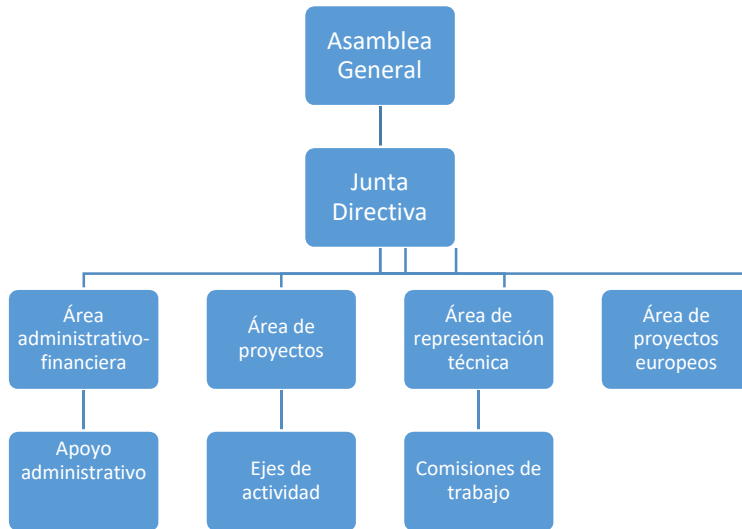 Asamblea
General
Junta
Directiva
Área
administrativo-
financiera
Área de
proyectos
Área de
representación
técnica
Área de
proyectos
europeos
Apoyo
administrativo
Ejes de
actividad
Comisiones de
trabajo